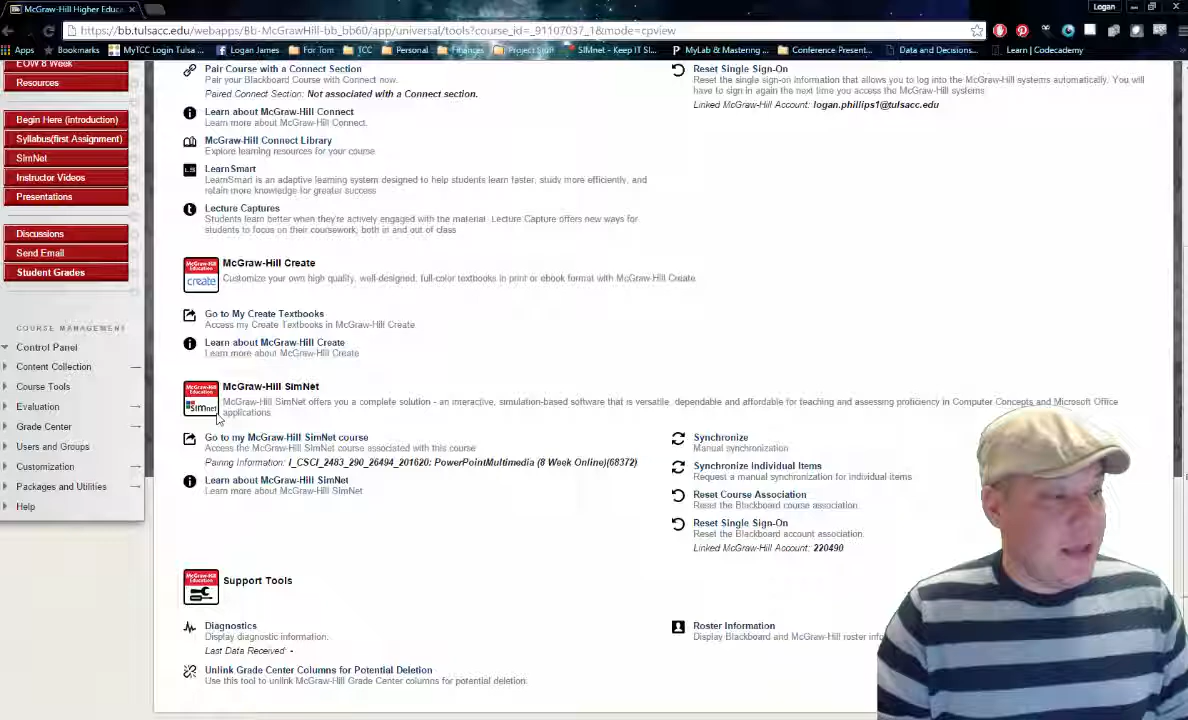 McGraw-Hill Higher Educa
Logan
https://bb.tulsacc.edu/webapps/Bb-McGrawHill-bb_bb60/app/universal/tools?course_id=_91107037_1&mode=cpview
Apps
Bookmarks
MyTCC Login Tulsa ...
Logan James
For Tom
TCC
Personal
Finances
Project Stuff
SIMnet - Keep IT SI...
MyLab & Mastering ...
Conference Present...
Data and Decisions...
Learn | Codecademy
EOW 8 Week
Resources
Begin Here (introduction)
Syllabus(first Assignment)
SimNet
Instructor Videos
Presentations
Discussions
Send Email
Student Grades
COURSE MANAGEMENT
Control Panel
Content Collection
Course Tools
Evaluation
Grade Center
Users and Groups
Customization
Packages and Utilities
Help
Pair Course with a Connect Section
Pair your Blackboard Course with Connect now.
Paired Connect Section: Not associated with a Connect section.
Learn about McGraw-Hill Connect
Learn more about McGraw-Hill Connect.
McGraw-Hill Connect Library
Explore learning resources for your course
LS
LearnSmart
LearnSmart is an adaptive learning system designed to help students learn faster, study more efficiently, and
retain more knowledge for greater success
Lecture Captures
Students learn better when they're actively engaged with the material. Lecture Capture offers new ways for
students to focus on their coursework, both in and out of class
Reset Single Sign-On
Reset the single sign-on information that allows you to log into the McGraw-Hill systems automatically. You will
have to sign in again the next time you access the McGraw-Hill systems
Linked McGraw-Hill Account: logan.phillips1@tulsacc.edu
McGraw-Hill Education
create
McGraw-Hill Create
Customize your own high quality, well-designed, full-color textbooks in print or ebook format with McGraw-Hill Create.
Go to My Create Textbooks
Access my Create Textbooks in McGraw-Hill Create
Learn about McGraw-Hill Create
Learn more about McGraw-Hill Create
McGraw-Hill Education
SIMnet
McGraw-Hill SimNet
McGraw-Hill SimNet offers you a complete solution - an interactive, simulation-based software that is versatile, dependable and affordable for teaching and assessing proficiency in Computer Concepts and Microsoft Office
applications
Go to my McGraw-Hill SimNet course
Access the McGraw-Hill SimNet course associated with this course
Pairing Information: I_CSCI_2483_290_26494_201620: PowerPointMultimedia (8 Week Online)(68372)
Learn about McGraw-Hill SimNet
Learn more about McGraw-Hill SimNet
Synchronize
Manual synchronization
Synchronize Individual Items
Request a manual synchronization for individual items
Reset Course Association
Reset the Blackboard course association.
Reset Single Sign-On
Reset the Blackboard account association.
Linked McGraw-Hill Account: 220490
McGraw-Hill Education
Support Tools
Diagnostics
Display diagnostic information.
Last Data Received: -
Unlink Grade Center Columns for Potential Deletion
Use this tool to unlink McGraw-Hill Grade Center columns for potential deletion.
Roster Information
Display Blackboard and McGraw-Hill roster